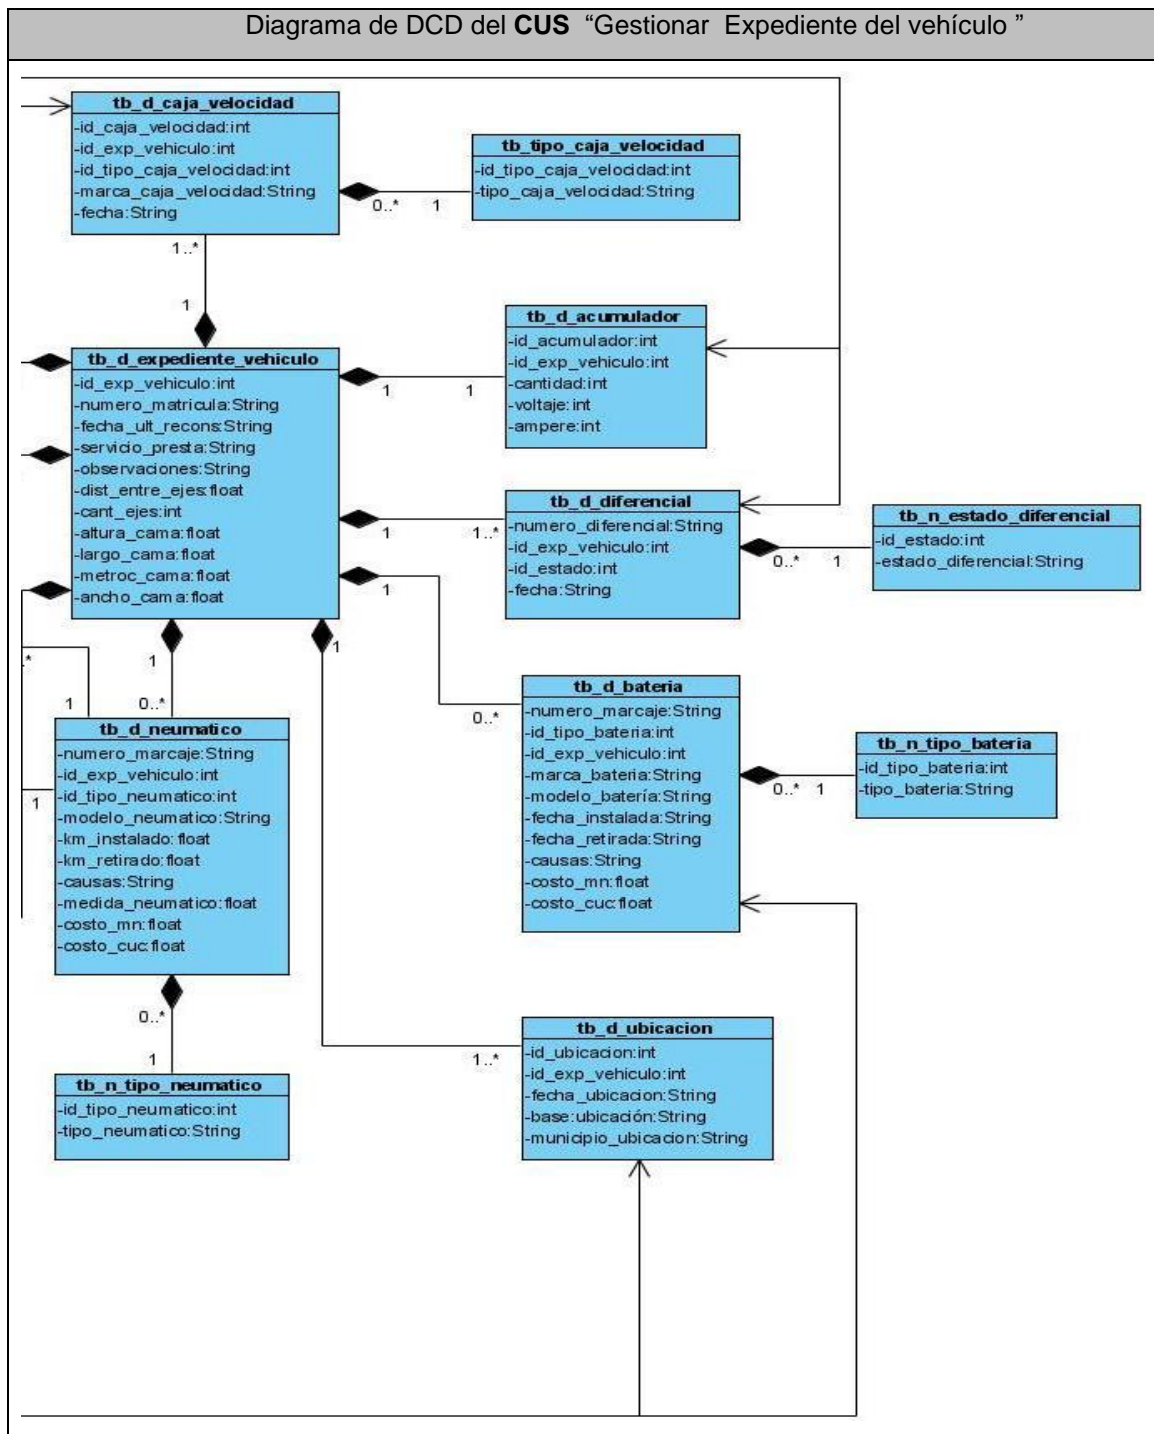 Diagrama de DCD del CUS “Gestionar Expediente del vehículo ”
tb_d_caja_velocidad
-id_caja_velocidad:int
-id_exp_vehiculo:int
-id_tipo_caja_velocidad:int
-marca_caja_velocidad:String
-fecha:String
tb_tipo_caja_velocidad
-id_tipo_caja_velocidad:int
-tipo_caja_velocidad:String
0..* 1
1..*
1
tb_d_expediente_vehiculo
-id_exp_vehiculo:int
-numero_matricula:String
-fecha_ult_recons:String
-servicio_presta:String
-observaciones:String
-dist_entre_ejes:float
-cant_ejes:int
-altura_cama:float
-largo_cama:float
-metroc_cama:float
-ancho_cama:float
tb_d_acumulador
-id_acumulador:int
-id_exp_vehiculo:int
-cantidad:int
-voltaje:int
-ampere:int
1 1
tb_d_diferencial
-numero_diferencial:String
-id_exp_vehiculo:int
-id_estado:int
-fecha:String
1 1..*
tb_n_estado_diferencial
-id_estado:int
-estado_diferencial:String
0..* 1
1
0..*
1
0..*
1
.*
1
1
tb_d_neumatico
-numero_marcaje:String
-id_exp_vehiculo:int
-id_tipo_neumatico:int
-modelo_neumatico:String
-km_instalado:float
-km_retirado:float
-causas:String
-medida_neumatico:float
-costo_mn:float
-costo_cuc:float
tb_d_bateria
-numero_marcaje:String
-id_tipo_bateria:int
-id_exp_vehiculo:int
-marca_bateria:String
-modelo_batería:String
-fecha_instalada:String
-fecha_retirada:String
-causas:String
-costo_mn:float
-costo_cuc:float
tb_n_tipo_bateria
-id_tipo_bateria:int
-tipo_bateria:String
0..* 1
0..*
1
tb_n_tipo_neumatico
-id_tipo_neumatico:int
-tipo_neumatico:String
1..*
tb_d_ubicacion
-id_ubicacion:int
-id_exp_vehiculo:int
-fecha_ubicacion:String
-base:ubicación:String
-municipio_ubicacion:String